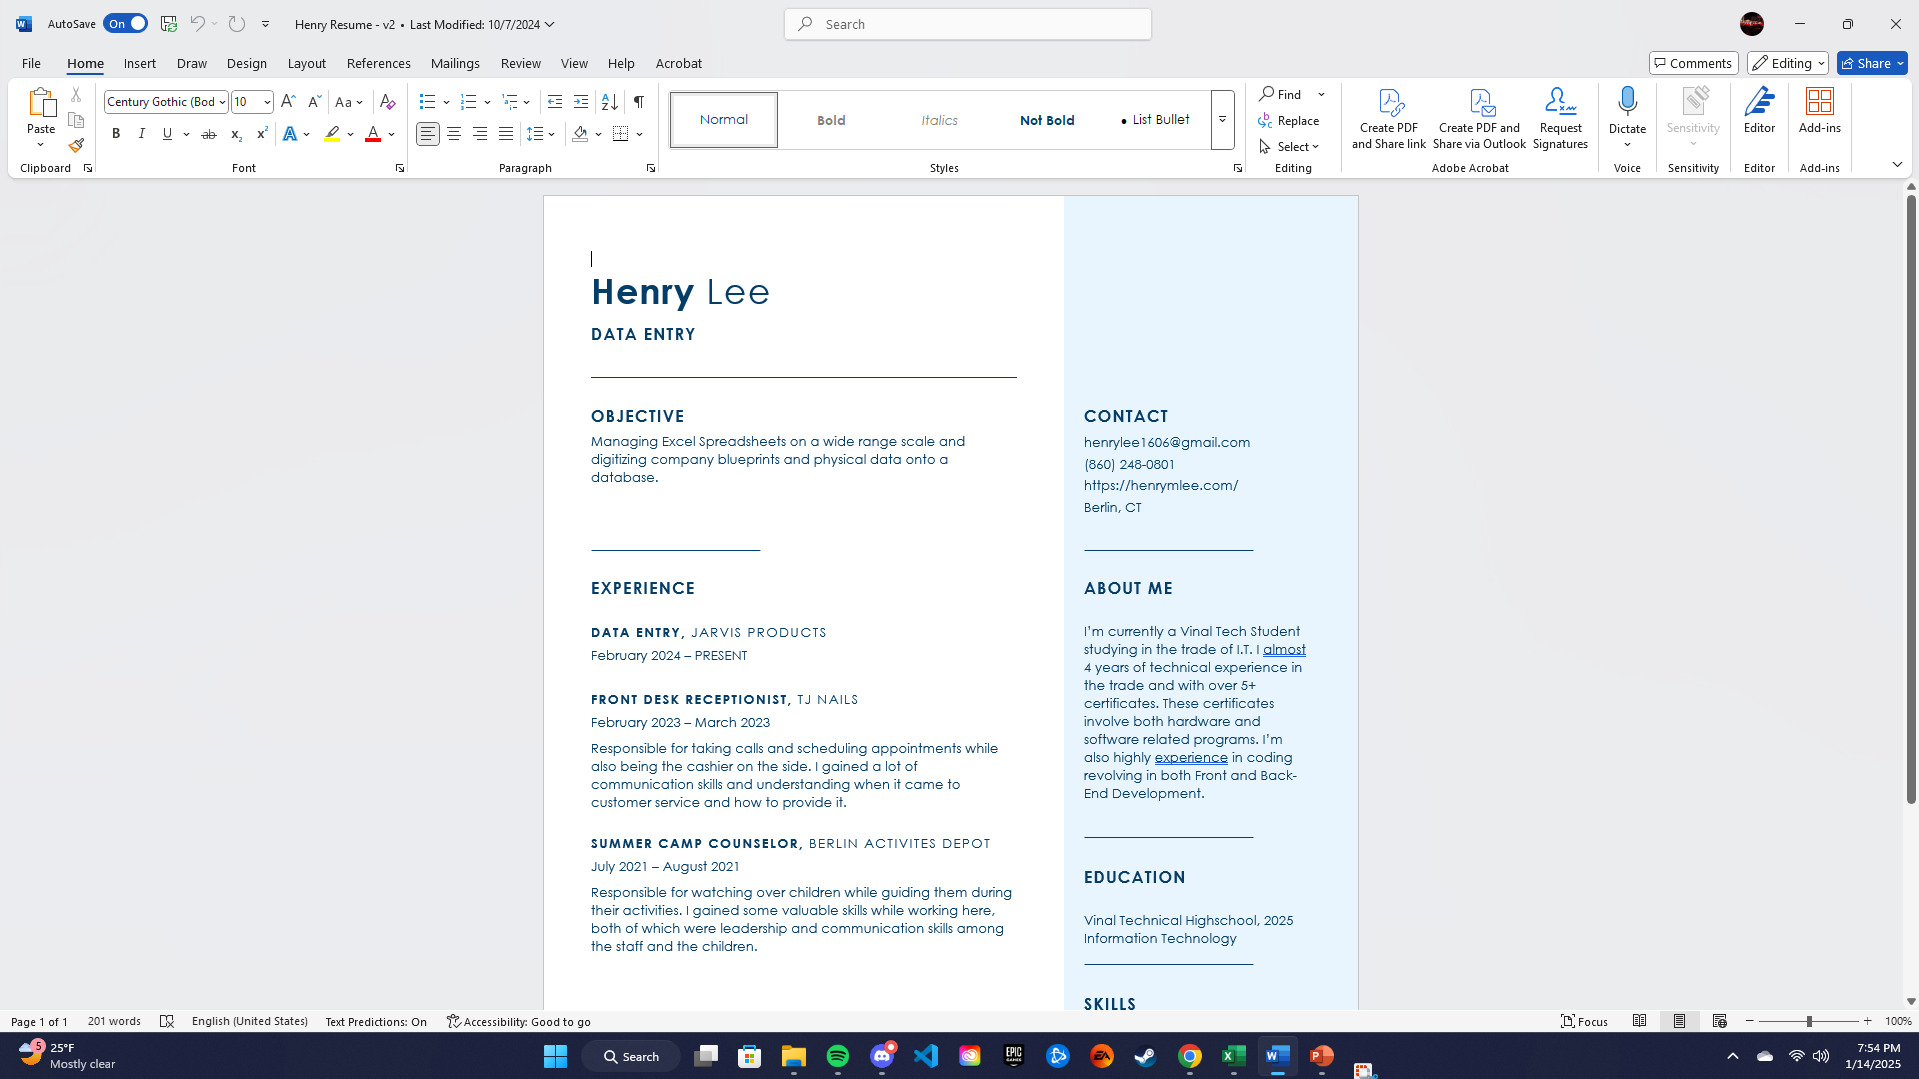 AutoSave On Henry Resume - v2 • Last Modified: 10/7/2024 Search
File Home Insert Draw Design Layout References Mailings Review View Help Acrobat Comments Editing Share
Paste
Clipboard
Century Gothic (Bod 10 Aa
Font
Paragraph
Normal Bold Italics Not Bold • List Bullet
Styles
Find
Replace
Select
Editing
Create PDF and Share link
Create PDF and Share via Outlook
Request Signatures
Adobe Acrobat
Dictate
Voice
Sensitivity
Sensitivity
Editor
Editor
Add-ins
Add-ins
Henry Lee
DATA ENTRY
OBJECTIVE
Managing Excel Spreadsheets on a wide range scale and
digitizing company blueprints and physical data onto a
database.
EXPERIENCE
DATA ENTRY, JARVIS PRODUCTS
February 2024 – PRESENT
FRONT DESK RECEPTIONIST, TJ NAILS
February 2023 – March 2023
Responsible for taking calls and scheduling appointments while
also being the cashier on the side. I gained a lot of
communication skills and understanding when it came to
customer service and how to provide it.
SUMMER CAMP COUNSELOR, BERLIN ACTIVITES DEPOT
July 2021 – August 2021
Responsible for watching over children while guiding them during
their activities. I gained some valuable skills while working here,
both of which were leadership and communication skills among
the staff and the children.
CONTACT
henrylee1606@gmail.com
(860) 248-0801
https://henrymlee.com/
Berlin, CT
ABOUT ME
I'm currently a Vinal Tech Student
studying in the trade of I.T. I almost
4 years of technical experience in
the trade and with over 5+
certificates. These certificates
involve both hardware and
software related programs. I'm
also highly experience in coding
revolving in both Front and Back-
End Development.
EDUCATION
Vinal Technical Highschool, 2025
Information Technology
SKILLS
Page 1 of 1 201 words English (United States) Text Predictions: On Accessibility: Good to go Focus 100%
5 25°F
Mostly clear
Search
EPIC GAMES
7:54 PM
1/14/2025